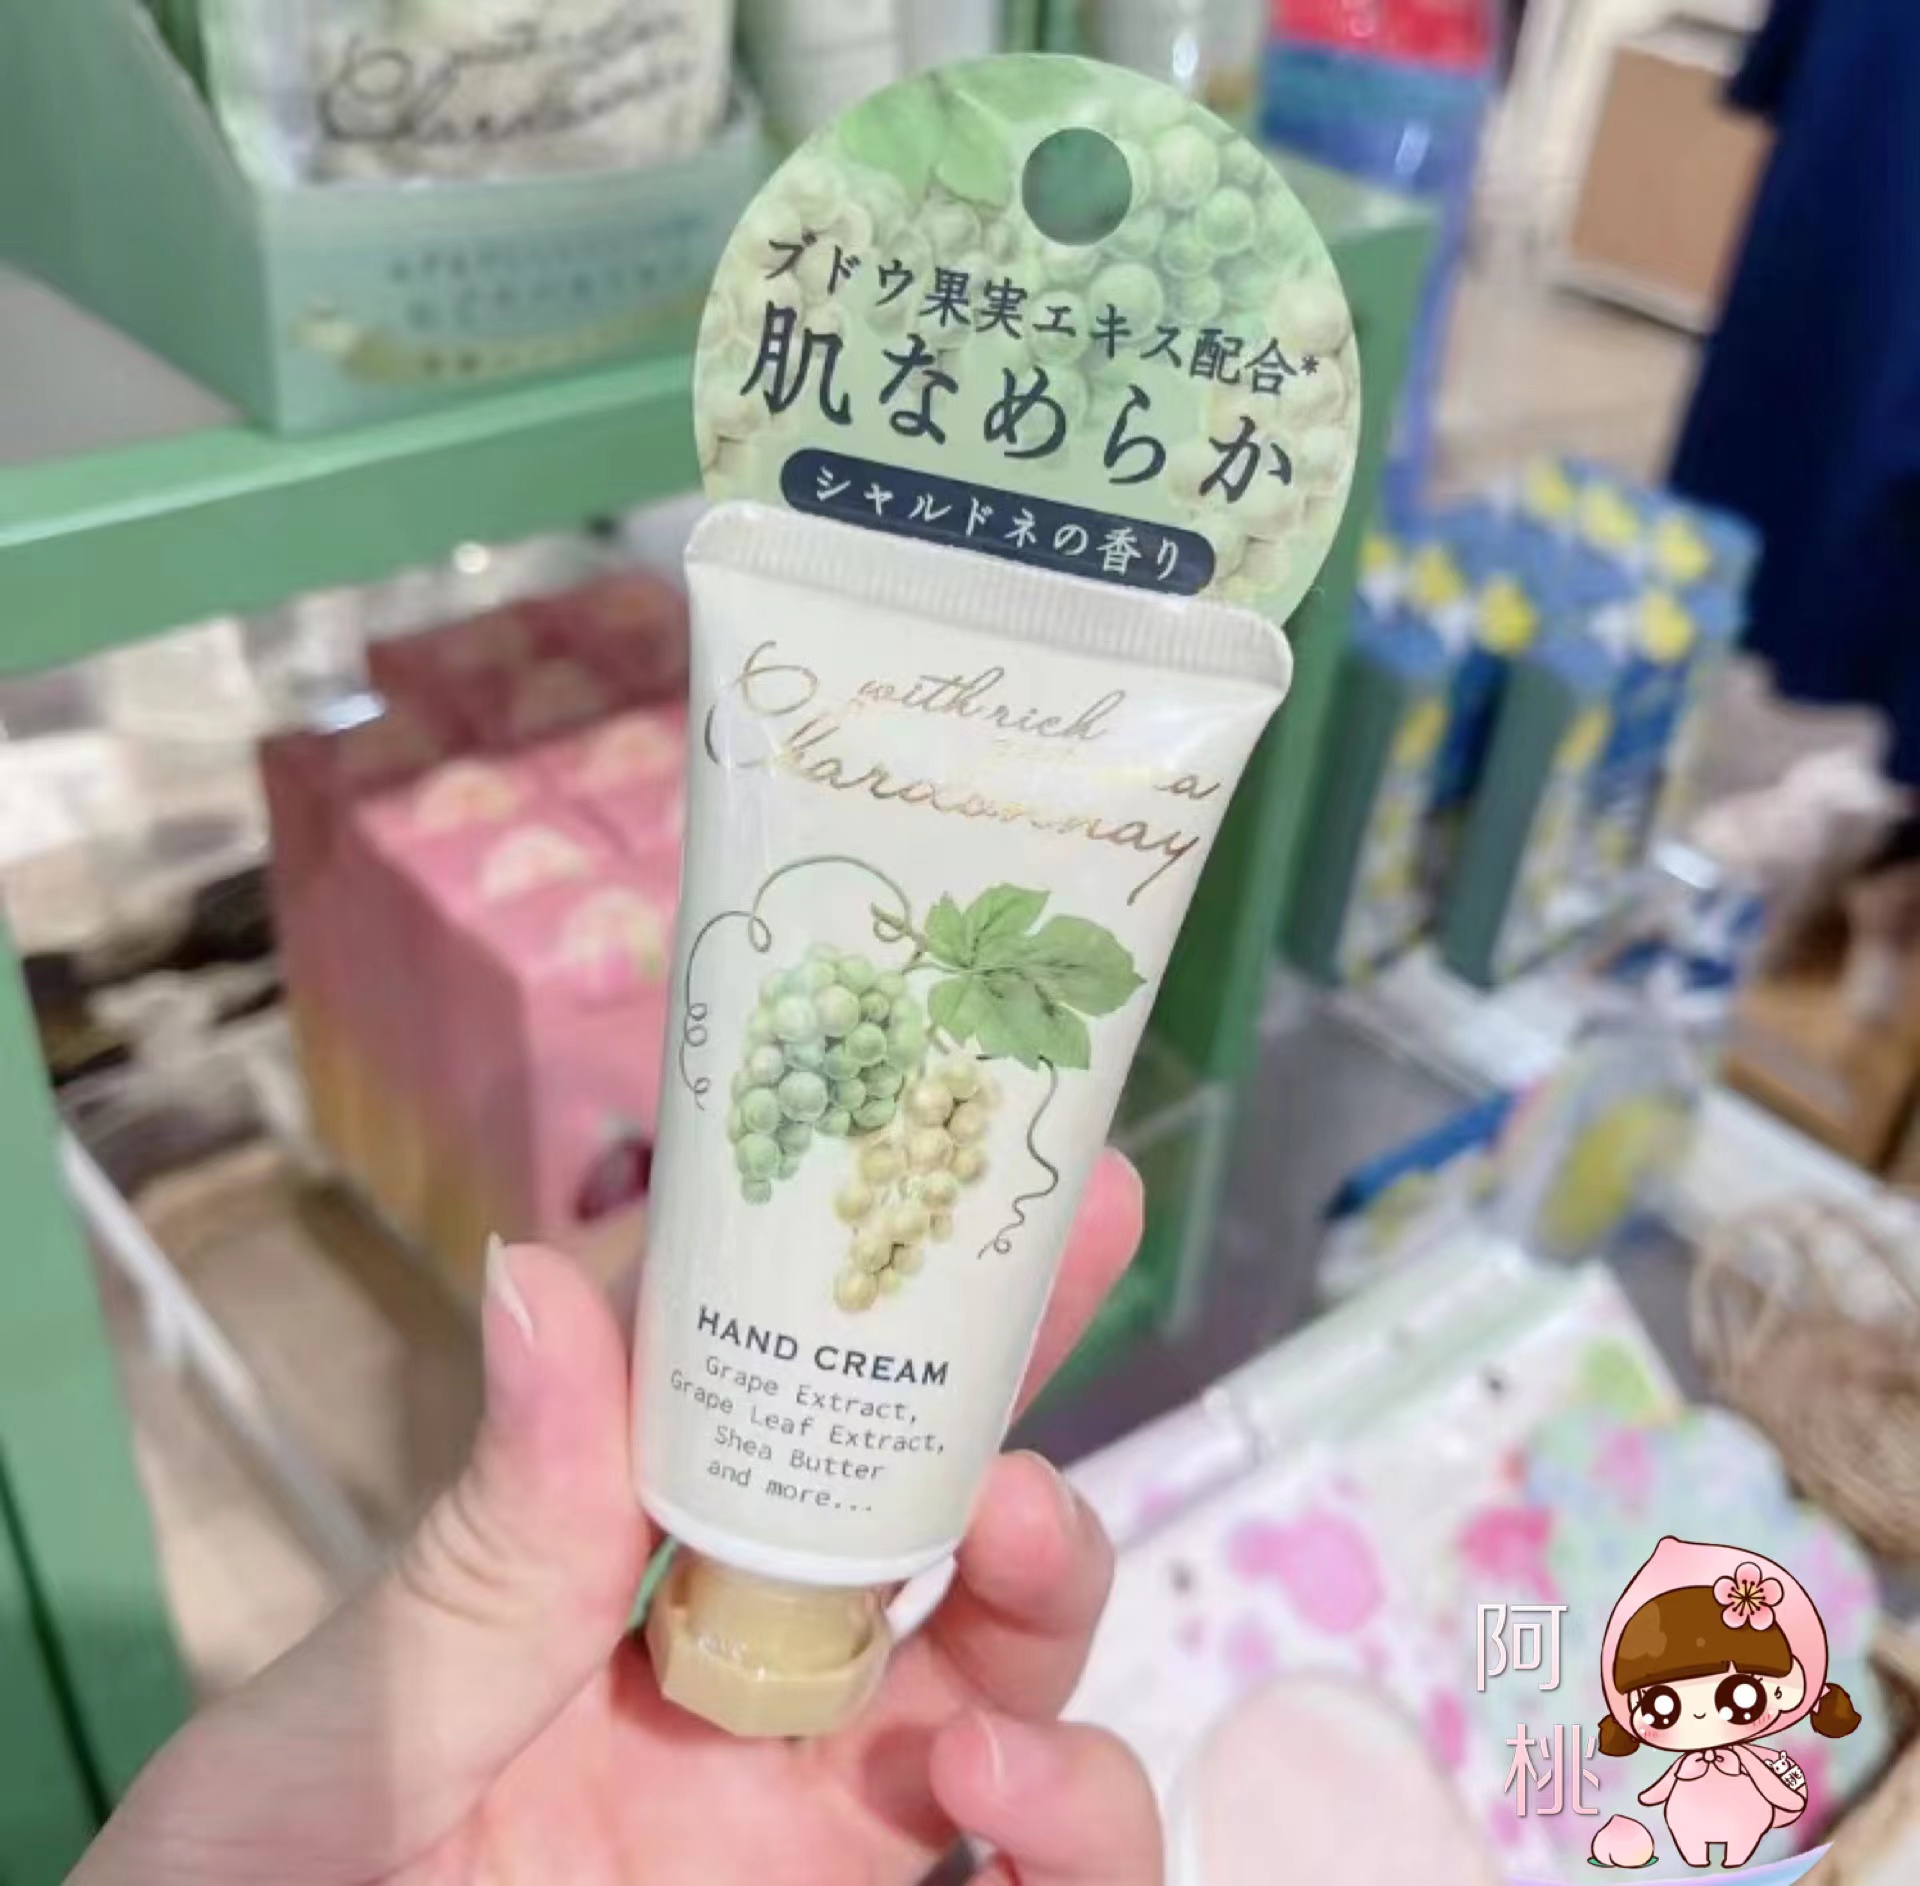 ブドウ果実エキス配合*
肌なめらか
シャルドネの香り
with rich
Chardonnay
HAND CREAM
Grape Extract,
Grape Leaf Extract,
Shea Butter
and more...
阿
桃